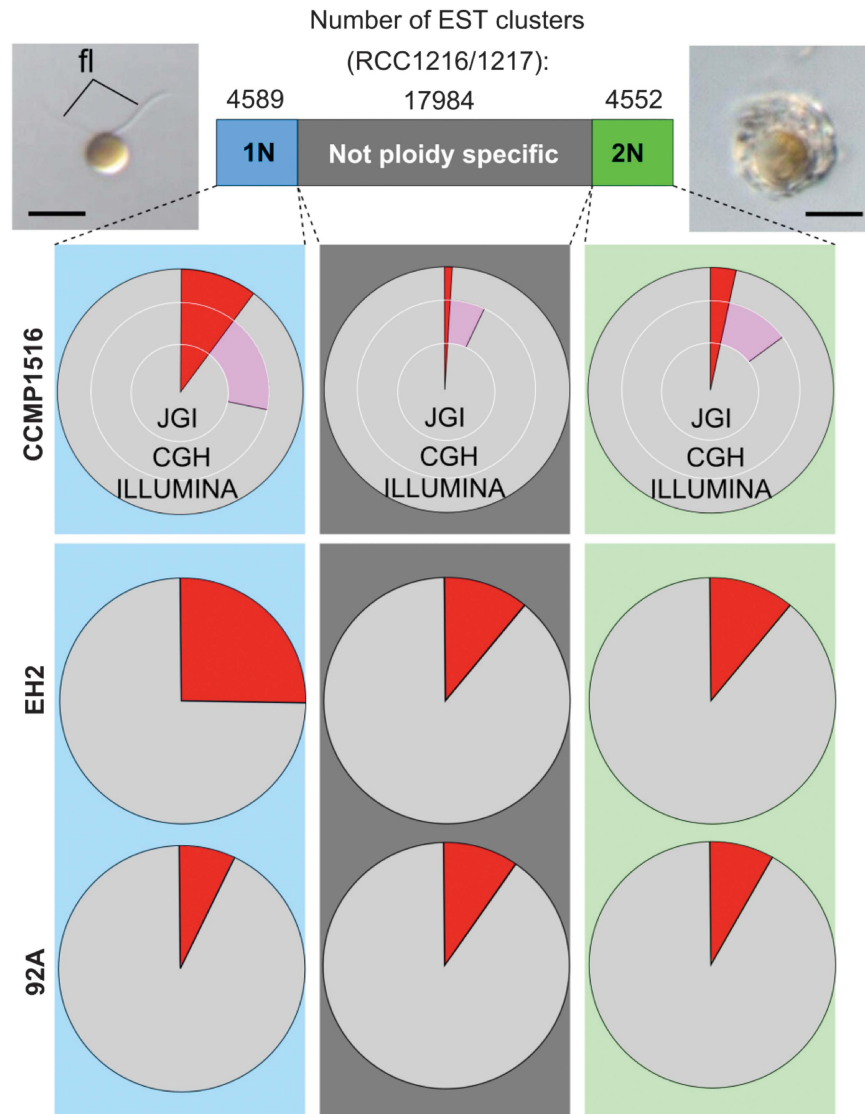 Number of EST clusters
(RCC1216/1217):
fl
4589 17984 4552
1N Not ploidy specific 2N
CCMP1516
JGI JGI JGI
CGH CGH CGH
ILLUMINA ILLUMINA ILLUMINA
EH2
92A